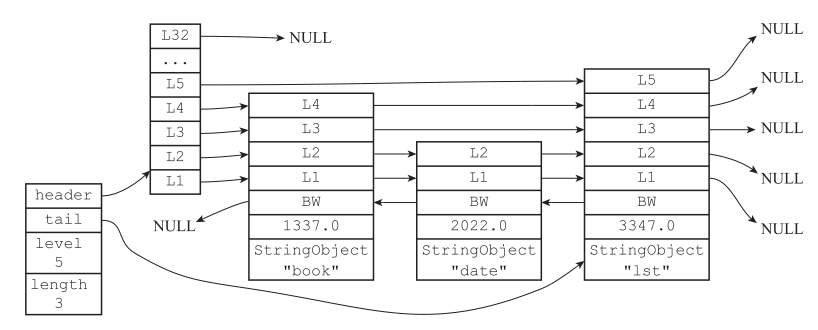 L32
NULL
...
L5
L4
L3
L2
L1
header
tail
level
5
length
3
NULL
L4
L3
L2
L1
BW
1337.0
StringObject
"book"
L2
L1
BW
2022.0
StringObject
"date"
L5
L4
L3
L2
L1
BW
3347.0
StringObject
"lst"
NULL
NULL
NULL
NULL
NULL